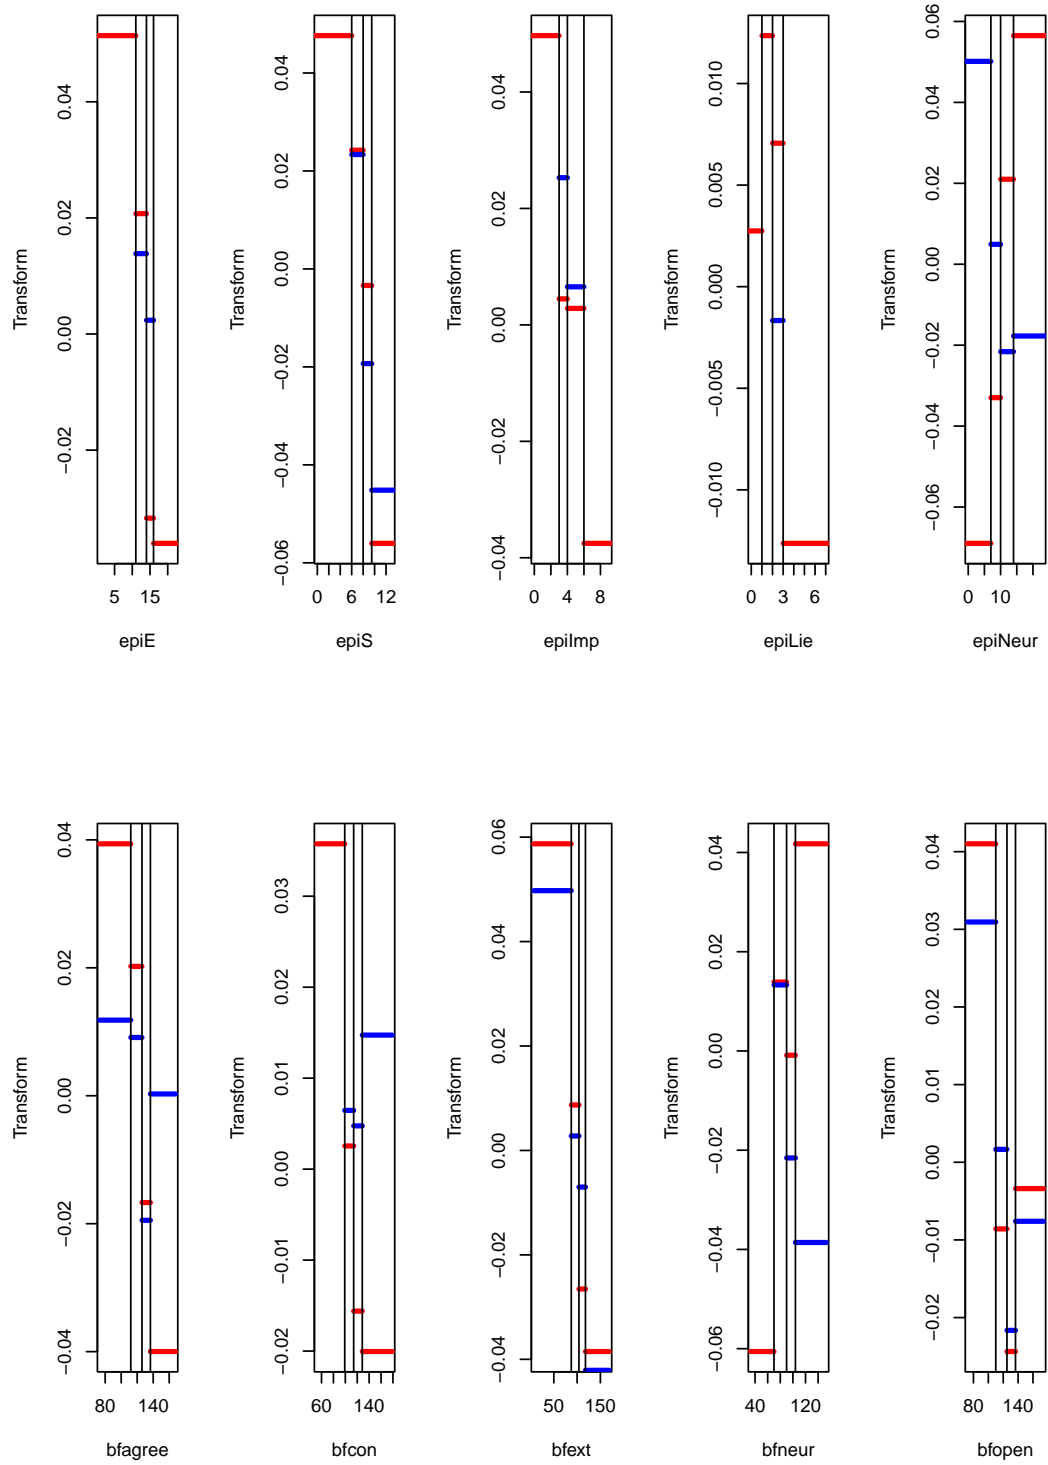 Transform
−0.02 0.00 0.02 0.04
5 15
epiE
Transform
−0.06 −0.04 −0.02 0.00 0.02 0.04
0 6 12
epiS
Transform
−0.04 −0.02 0.00 0.02 0.04
0 4 8
epiImp
Transform
−0.010 −0.005 0.000 0.005 0.010
0 3 6
epiLie
Transform
−0.06 −0.04 −0.02 0.00 0.02 0.04 0.06
0 10
epiNeur
Transform
−0.04 −0.02 0.00 0.02 0.04
80 140
bfagree
Transform
−0.02 −0.01 0.00 0.01 0.02 0.03
60 140
bfcon
Transform
−0.04 −0.02 0.00 0.02 0.04 0.06
50 150
bfext
Transform
−0.06 −0.04 −0.02 0.00 0.02 0.04
40 120
bfneur
Transform
−0.02 −0.01 0.00 0.01 0.02 0.03 0.04
80 140
bfopen